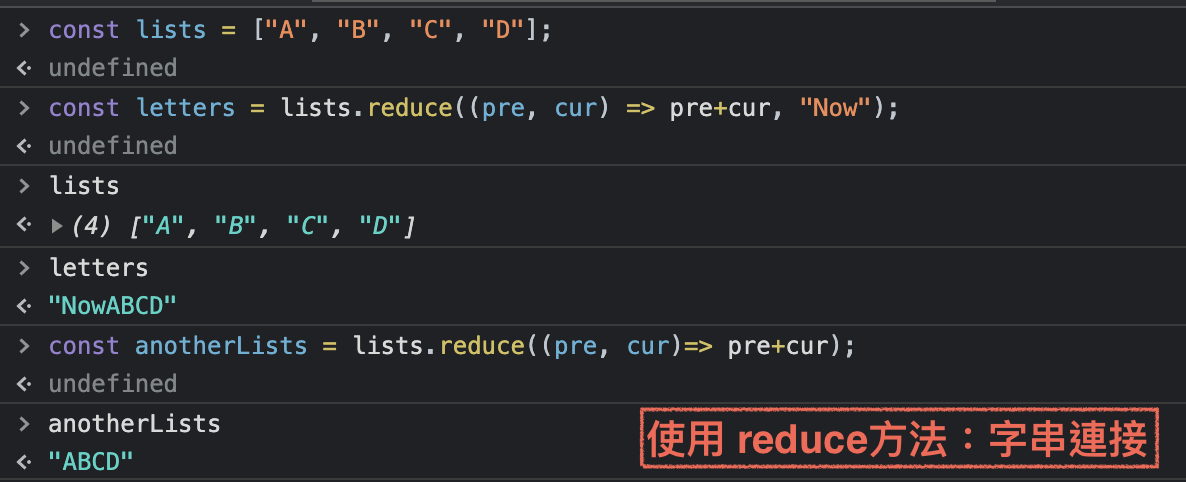 > const lists = ["A", "B", "C", "D"];
undefined
> const letters = lists.reduce((pre, cur) => pre+cur, "Now");
undefined
> lists
(4) ["A", "B", "C", "D"]
> letters
"NowABCD"
> const anotherLists = lists.reduce((pre, cur)=> pre+cur);
undefined
> anotherLists
"ABCD"
使用 reduce方法：字串連接